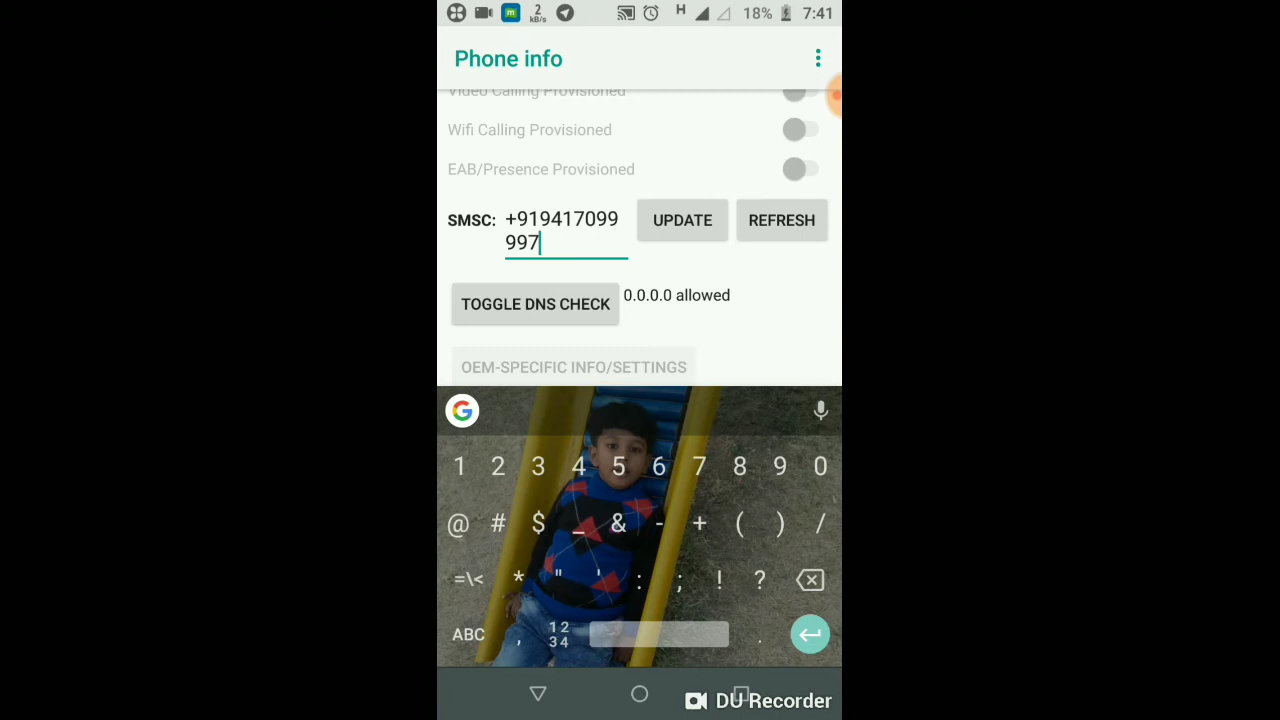 m 2 kB/s H 18% 7:41
Phone info
Video Calling Provisioned
Wifi Calling Provisioned
EAB/Presence Provisioned
SMSC: +919417099 UPDATE REFRESH
997
TOGGLE DNS CHECK 0.0.0.0 allowed
OEM-SPECIFIC INFO/SETTINGS
G
1 2 3 4 5 6 7 8 9 0
@ # $ _ & - + ( ) /
=\< * " ' : ; ! ?
ABC , 12 34 .
DU Recorder